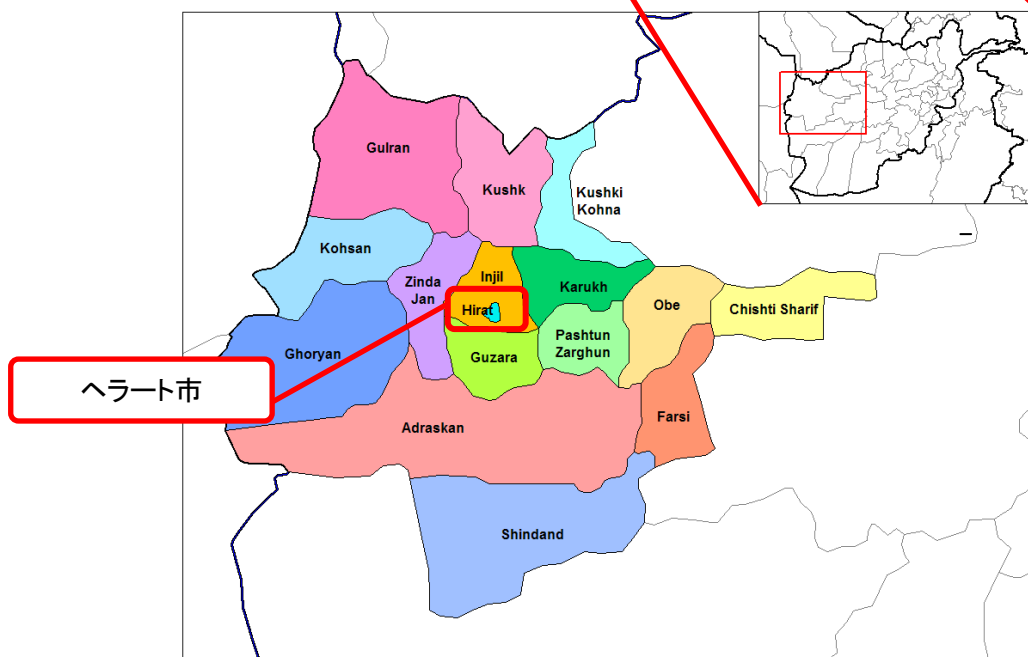 Gulran
Kushk
Kushki
Kohna
Kohsan
Zinda
Jan
Injil
Karukh
Hirat
Obe
Chishti Sharif
Ghoryan
Guzara
Pashtun
Zarghun
ヘラート市
Adraskan
Farsi
Shindand